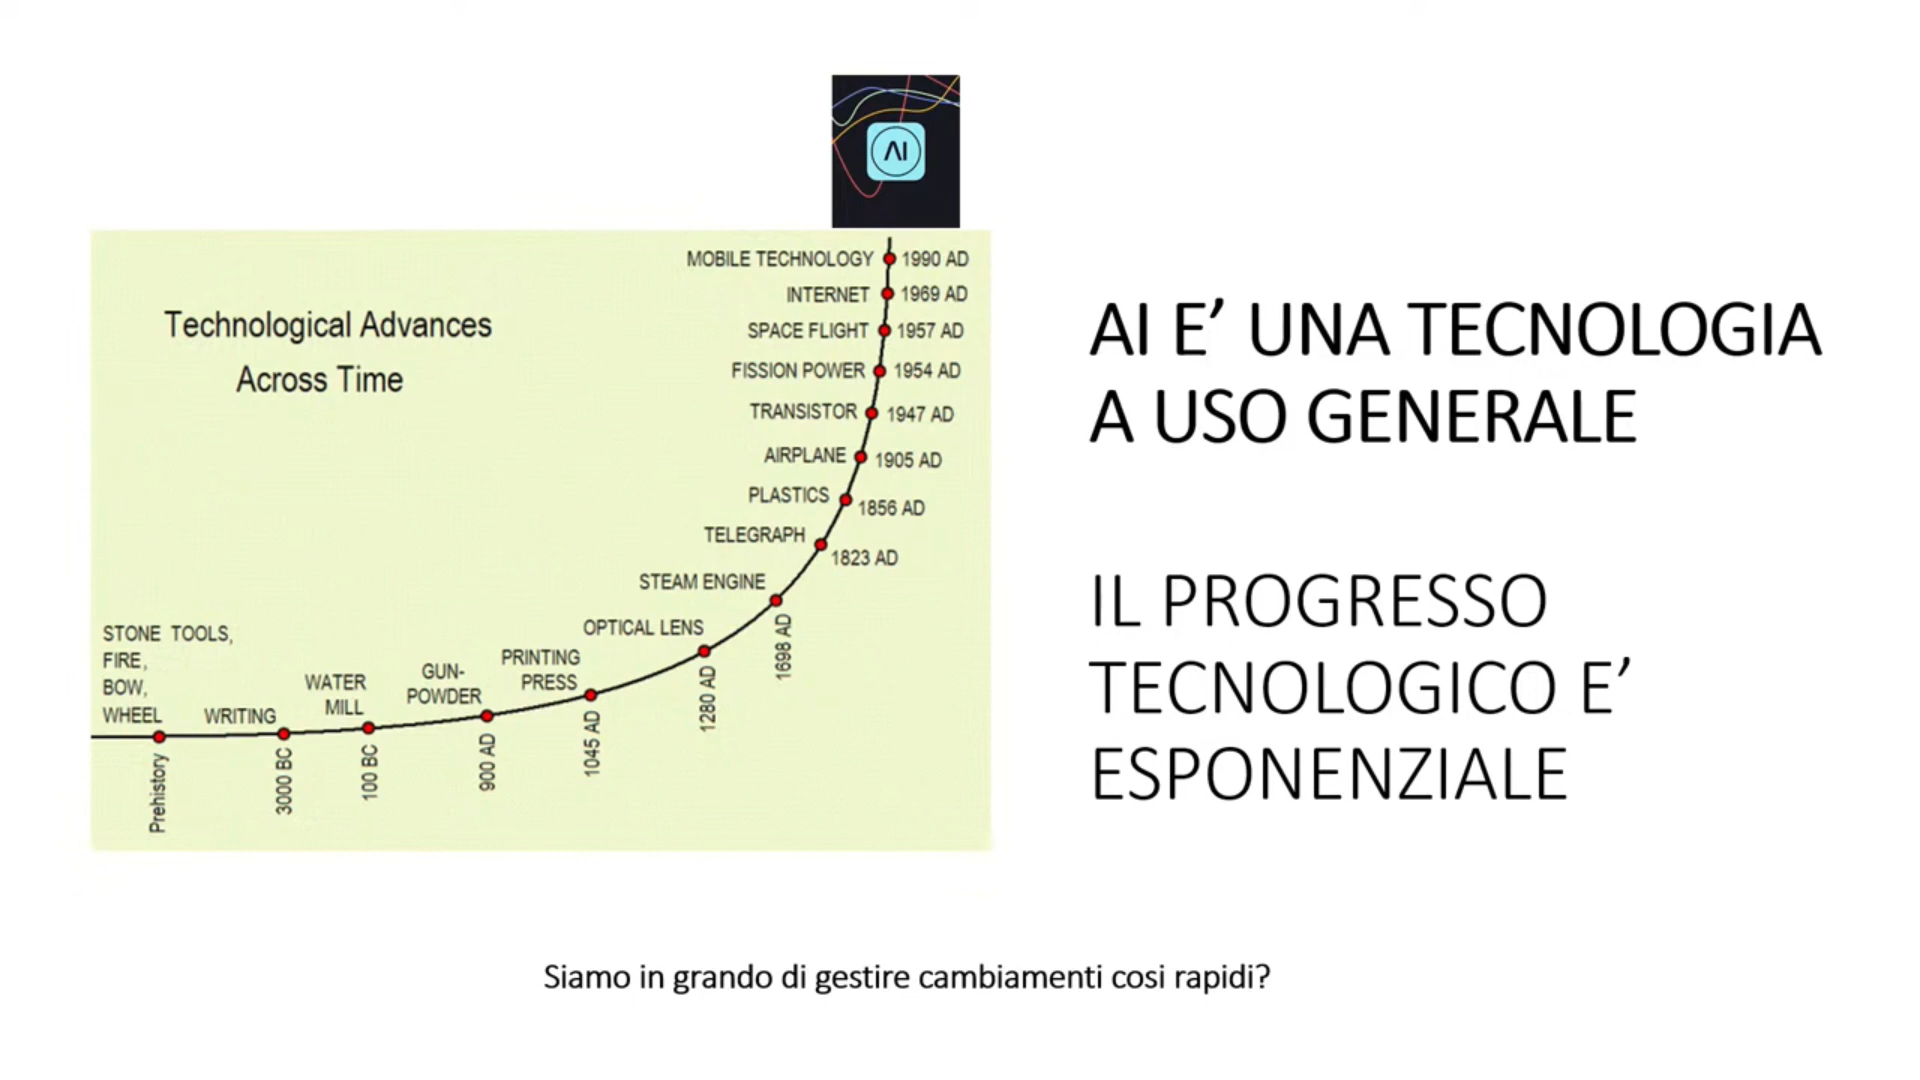 AI
Technological Advances
Across Time
MOBILE TECHNOLOGY 1990 AD
INTERNET 1969 AD
SPACE FLIGHT 1957 AD
FISSION POWER 1954 AD
TRANSISTOR 1947 AD
AIRPLANE 1905 AD
PLASTICS 1856 AD
TELEGRAPH 1823 AD
STEAM ENGINE 1698 AD
OPTICAL LENS 1280 AD
PRINTING
PRESS 1045 AD
GUN-
POWDER 900 AD
WATER
MILL 100 BC
WRITING 3000 BC
STONE TOOLS,
FIRE,
BOW,
WHEEL Prehistory
AI E’ UNA TECNOLOGIA
A USO GENERALE
IL PROGRESSO
TECNOLOGICO E’
ESPONENZIALE
Siamo in grando di gestire cambiamenti cosi rapidi?